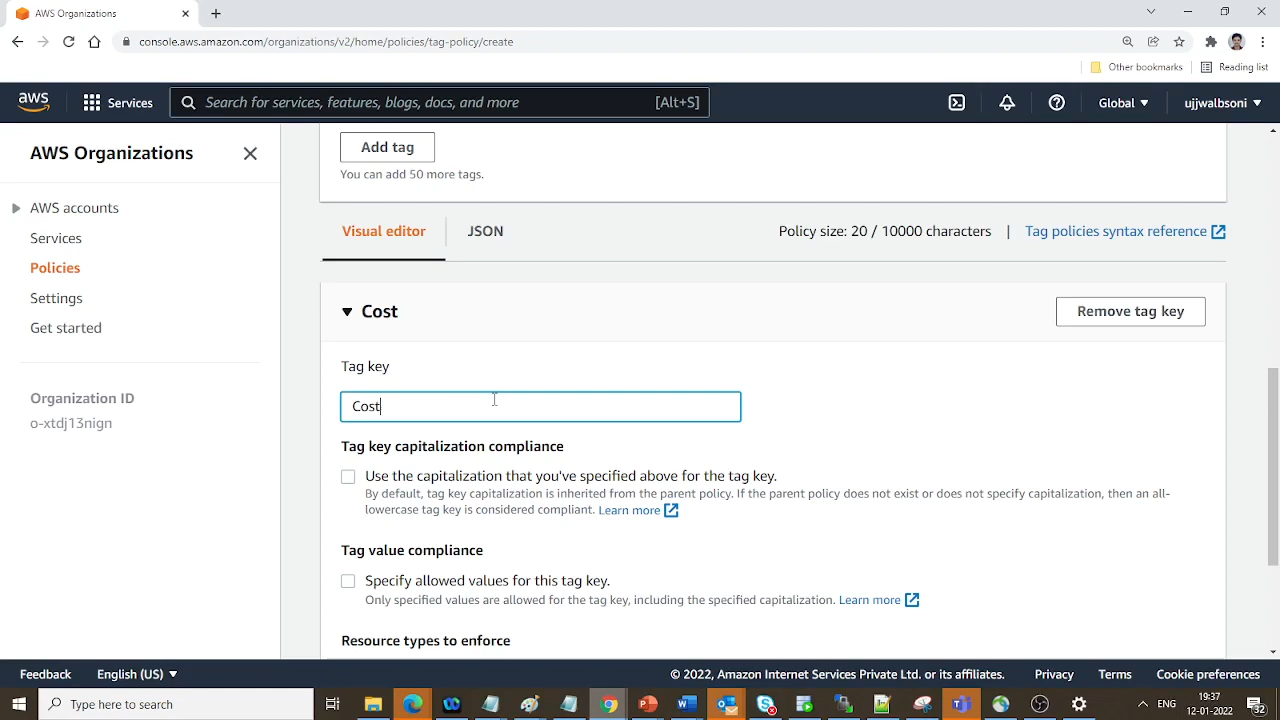 AWS Organizations
console.aws.amazon.com/organizations/v2/home/policies/tag-policy/create
Other bookmarks
Reading list
aws
Services
Search for services, features, blogs, docs, and more
[Alt+S]
Global
ujjwalbsoni
AWS Organizations
AWS accounts
Services
Policies
Settings
Get started
Organization ID
o-xtdj13nign
Add tag
You can add 50 more tags.
Visual editor
JSON
Policy size: 20 / 10000 characters
|
Tag policies syntax reference
Cost
Remove tag key
Tag key
Cost
Tag key capitalization compliance
Use the capitalization that you've specified above for the tag key.
By default, tag key capitalization is inherited from the parent policy. If the parent policy does not exist or does not specify capitalization, then an all-
lowercase tag key is considered compliant. Learn more
Tag value compliance
Specify allowed values for this tag key.
Only specified values are allowed for the tag key, including the specified capitalization. Learn more
Resource types to enforce
Feedback
English (US)
© 2022, Amazon Internet Services Private Ltd. or its affiliates.
Privacy
Terms
Cookie preferences
Type here to search
ENG
19:37
12-01-2022